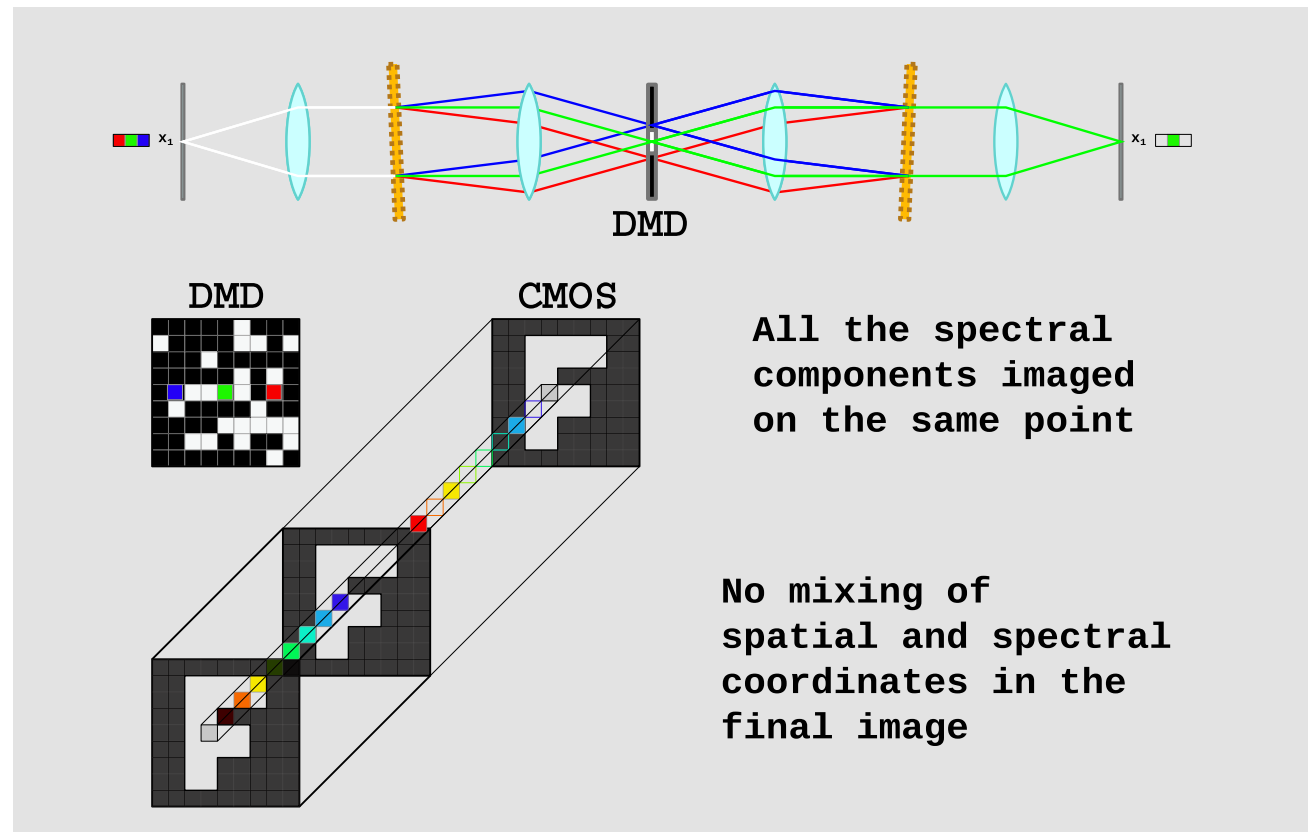 x₁
x₁
DMD
DMD
CMOS
All the spectral
components imaged
on the same point
No mixing of
spatial and spectral
coordinates in the
final image